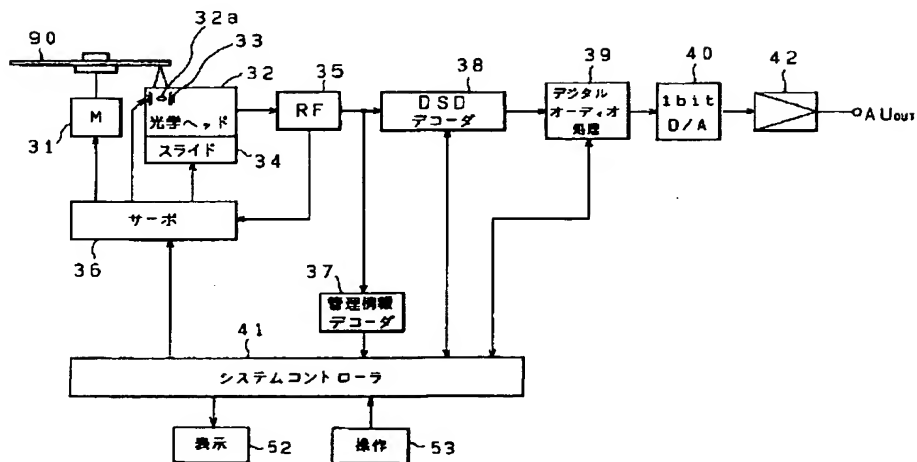 90
32a
33
32
35
38
39
40
42
M
光学ヘッド
スライド
RF
DSD
デコーダ
デジタル
オーディオ
処理
1bit
D/A
AUOUT
31
34
サーボ
36
37
管理情報
デコーダ
41
システムコントローラ
表示
52
操作
53